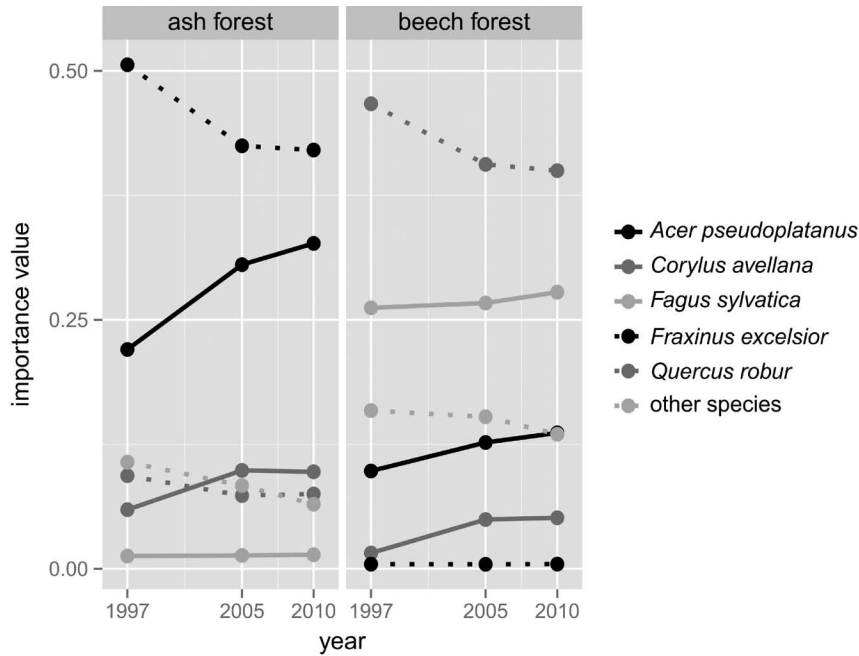 ash forest
beech forest
0.50
0.25
0.00
importance value
1997
2005
2010
1997
2005
2010
year
Acer pseudoplatanus
Corylus avellana
Fagus sylvatica
Fraxinus excelsior
Quercus robur
other species